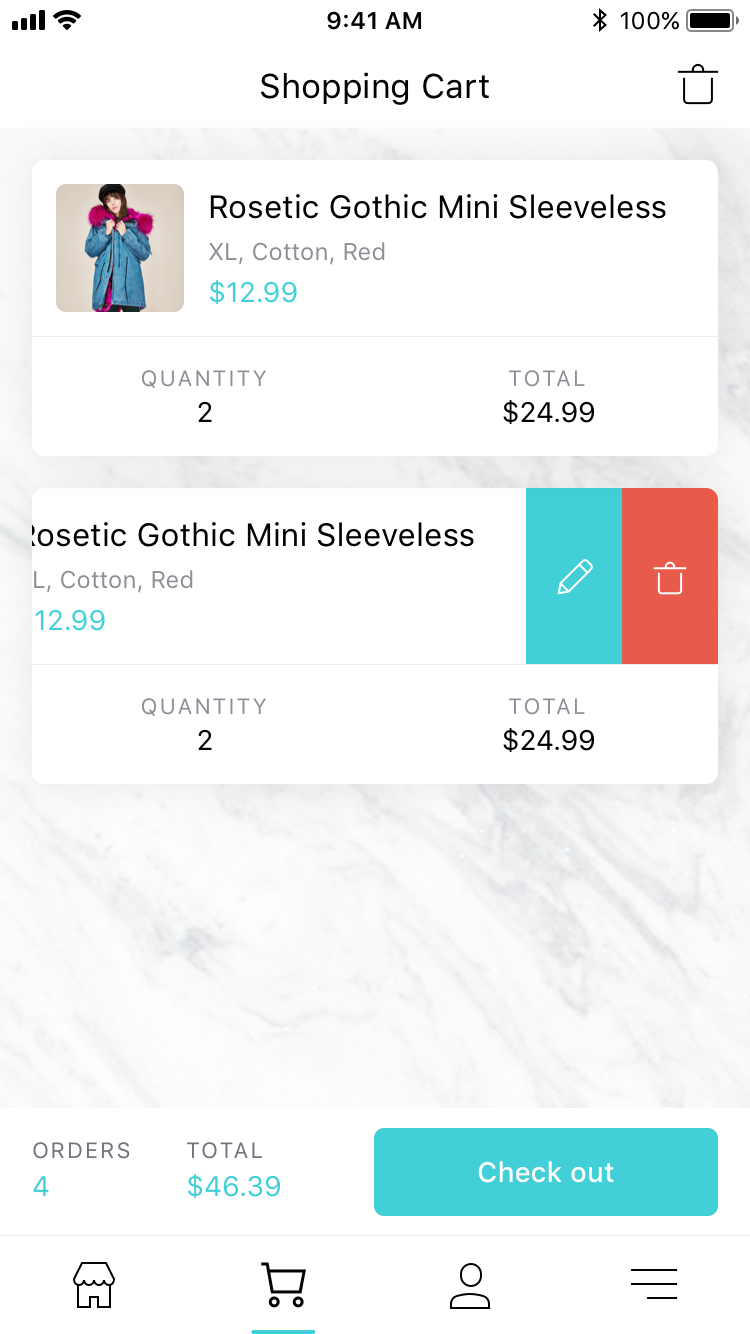 9:41 AM
100%
Shopping Cart
Rosetic Gothic Mini Sleeveless
XL, Cotton, Red
$12.99
QUANTITY
TOTAL
2
$24.99
Rosetic Gothic Mini Sleeveless
L, Cotton, Red
12.99
QUANTITY
TOTAL
2
$24.99
ORDERS
TOTAL
4
$46.39
Check out